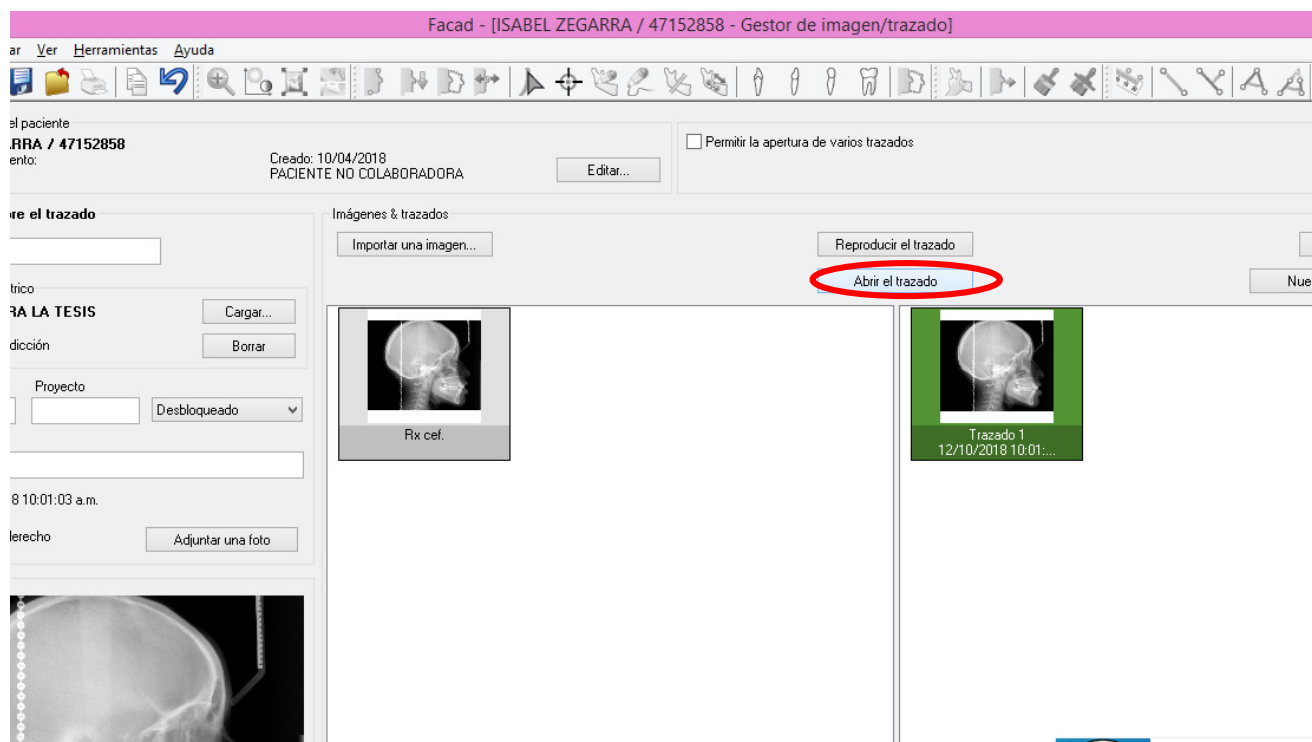 Facad - [ISABEL ZEGARRA / 47152858 - Gestor de imagen/trazado]
ar Ver Herramientas Ayuda
el paciente
ARRA / 47152858
ento:
Creado: 10/04/2018
PACIENTE NO COLABORADORA
Editar...
Permitir la apertura de varios trazados
re el trazado
Imágenes & trazados
Importar una imagen...
Reproducir el trazado
Abrir el trazado
Nue
trico
RA LA TESIS
Cargar...
dicción
Borrar
Proyecto
Desbloqueado
Rx cef.
Trazado 1
12/10/2018 10:01:...
8 10:01:03 a.m.
lerecho
Adjuntar una foto